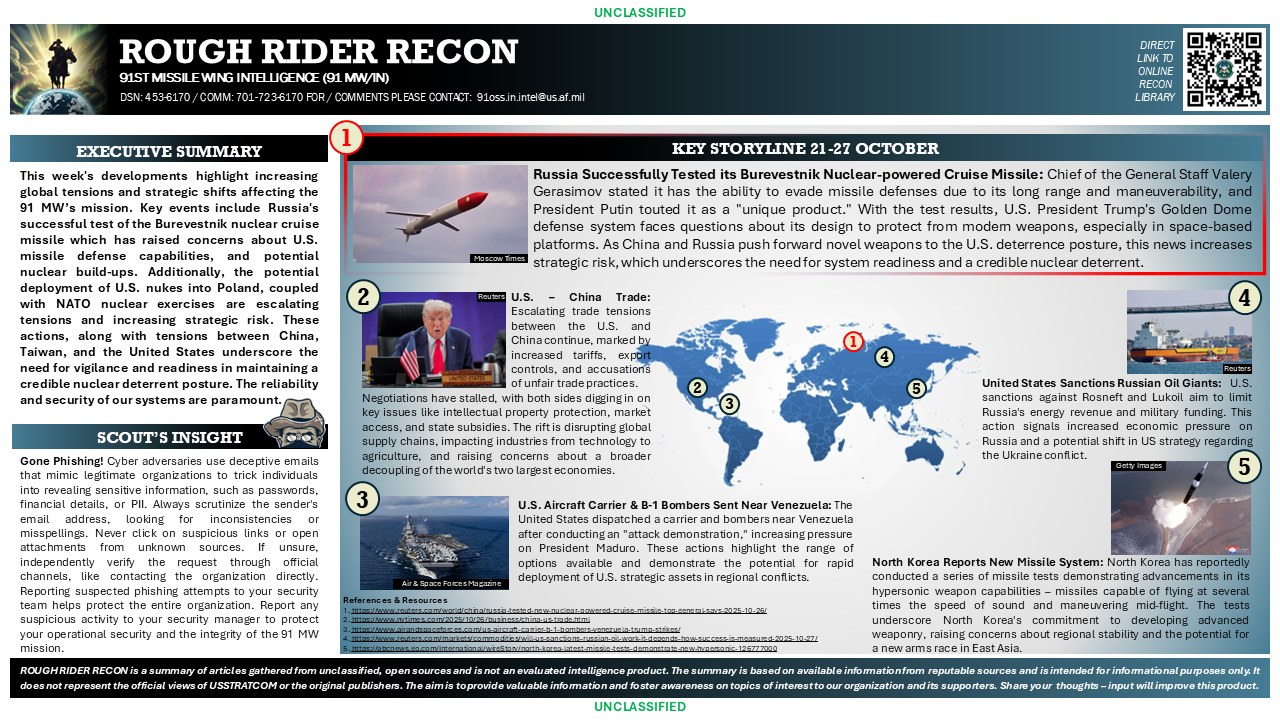 UNCLASSIFIED
ROUGH RIDER RECON
91ST MISSILE WING INTELLIGENCE (91 MW/IN)
DSN: 453-6170 / COMM: 701-723-6170 FOR / COMMENTS PLEASE CONTACT: 91oss.in.intel@us.af.mil
DIRECT
LINK TO
ONLINE
RECON
LIBRARY
EXECUTIVE SUMMARY
This week's developments highlight increasing
global tensions and strategic shifts affecting the
91 MW's mission. Key events include Russia's
successful test of the Burevestnik nuclear cruise
missile which has raised concerns about U.S.
missile defense capabilities, and potential
nuclear build-ups. Additionally, the potential
deployment of U.S. nukes into Poland, coupled
with NATO nuclear exercises are escalating
tensions and increasing strategic risk. These
actions, along with tensions between China,
Taiwan, and the United States underscore the
need for vigilance and readiness in maintaining a
credible nuclear deterrent posture. The reliability
and security of our systems are paramount.
SCOUT'S INSIGHT
Gone Phishing! Cyber adversaries use deceptive emails
that mimic legitimate organizations to trick individuals
into revealing sensitive information, such as passwords,
financial details, or PII. Always scrutinize the sender's
email address, looking for inconsistencies or
misspellings. Never click on suspicious links or open
attachments from unknown sources. If unsure,
independently verify the request through official
channels, like contacting the organization directly.
Reporting suspected phishing attempts to your security
team helps protect the entire organization. Report any
suspicious activity to your security manager to protect
your operational security and the integrity of the 91 MW
mission.
1
KEY STORYLINE 21-27 OCTOBER
Moscow Times
Russia Successfully Tested its Burevestnik Nuclear-powered Cruise Missile: Chief of the General Staff Valery
Gerasimov stated it has the ability to evade missile defenses due to its long range and maneuverability, and
President Putin touted it as a "unique product." With the test results, U.S. President Trump's Golden Dome
defense system faces questions about its design to protect from modern weapons, especially in space-based
platforms. As China and Russia push forward novel weapons to the U.S. deterrence posture, this news increases
strategic risk, which underscores the need for system readiness and a credible nuclear deterrent.
2
Reuters
UNITED STATES
U.S. – China Trade:
Escalating trade tensions
between the U.S. and
China continue, marked by
increased tariffs, export
controls, and accusations
of unfair trade practices.
Negotiations have stalled, with both sides digging in on
key issues like intellectual property protection, market
access, and state subsidies. The rift is disrupting global
supply chains, impacting industries from technology to
agriculture, and raising concerns about a broader
decoupling of the world's two largest economies.
1
2
3
4
5
4
Reuters
United States Sanctions Russian Oil Giants: U.S.
sanctions against Rosneft and Lukoil aim to limit
Russia's energy revenue and military funding. This
action signals increased economic pressure on
Russia and a potential shift in US strategy regarding
the Ukraine conflict.
3
Air & Space Forces Magazine
U.S. Aircraft Carrier & B-1 Bombers Sent Near Venezuela: The
United States dispatched a carrier and bombers near Venezuela
after conducting an "attack demonstration," increasing pressure
on President Maduro. These actions highlight the range of
options available and demonstrate the potential for rapid
deployment of U.S. strategic assets in regional conflicts.
5
Getty Images
North Korea Reports New Missile System: North Korea has reportedly
conducted a series of missile tests demonstrating advancements in its
hypersonic weapon capabilities – missiles capable of flying at several
times the speed of sound and maneuvering mid-flight. The tests
underscore North Korea's commitment to developing advanced
weaponry, raising concerns about regional stability and the potential for
a new arms race in East Asia.
References & Resources
1. https://www.reuters.com/world/china/russia-tested-new-nuclear-powered-cruise-missile-top-general-says-2025-10-26/
2. https://www.nytimes.com/2025/10/26/business/china-us-trade.html
3. https://www.airandspaceforces.com/us-aircraft-carrier-b-1-bombers-venezuela-trump-strikes/
4. https://www.reuters.com/markets/commodities/will-us-sanctions-russian-oil-work-it-depends-how-success-is-measured-2025-10-27/
5. https://abcnews.go.com/International/wireStory/north-korea-latest-missile-tests-demonstrate-new-hypersonic-126777000
ROUGH RIDER RECON is a summary of articles gathered from unclassified, open sources and is not an evaluated intelligence product. The summary is based on available information from reputable sources and is intended for informational purposes only. It
does not represent the official views of USSTRATCOM or the original publishers. The aim is to provide valuable information and foster awareness on topics of interest to our organization and its supporters. Share your thoughts – input will improve this product.
UNCLASSIFIED